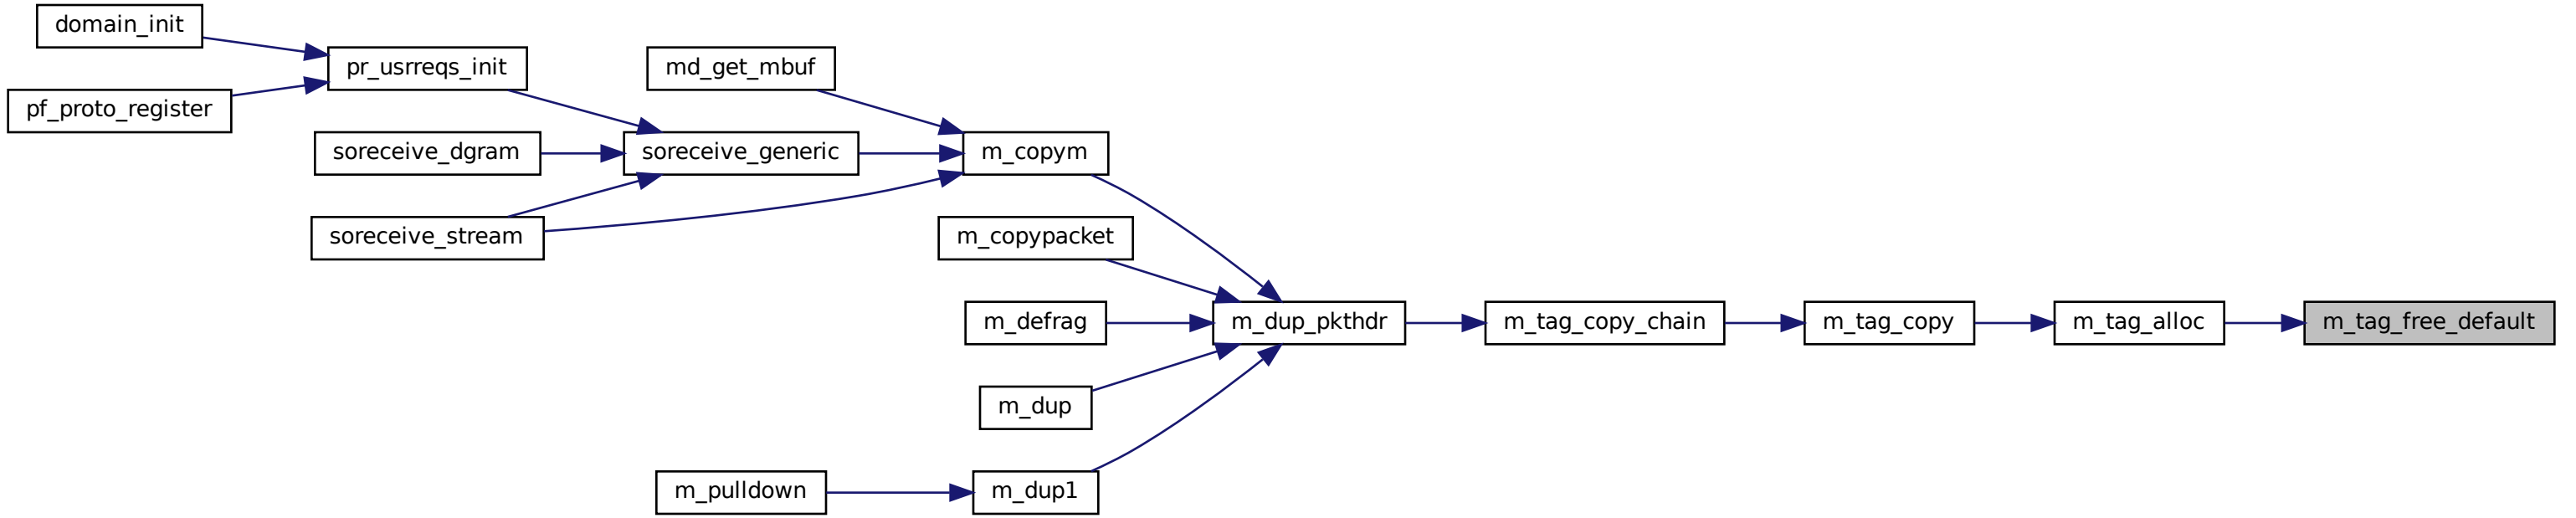 domain_init
pr_usrreqs_init
md_get_mbuf
pf_proto_register
soreceive_dgram
soreceive_generic
m_copym
soreceive_stream
m_copypacket
m_defrag
m_dup_pkthdr
m_tag_copy_chain
m_tag_copy
m_tag_alloc
m_tag_free_default
m_dup
m_pulldown
m_dup1